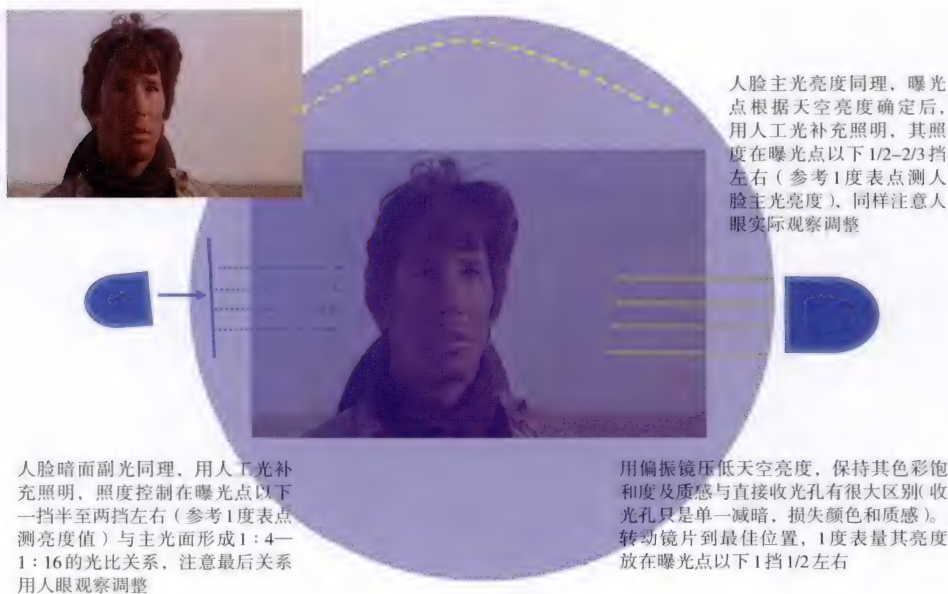 人脸主光亮度同理，曝光
点根据天空亮度确定后，
用人工光补充照明，其照
度在曝光点以下1/2–2/3挡
左右（参考1度表点测人
脸主光亮度），同样注意人
眼实际观察调整
人脸暗面副光同理，用人工光补
充照明，照度控制在曝光点以下
一挡半至两挡左右（参考1度表点
测亮度值）与主光面形成1：4—
1：16的光比关系，注意最后关系
用人眼观察调整
用偏振镜压低天空亮度，保持其色彩饱
和度及质感与直接收光孔有很大区别（收
光孔只是单一减暗，损失颜色和质感）。
转动镜片到最佳位置，1度表量其亮度
放在曝光点以下1挡1/2左右